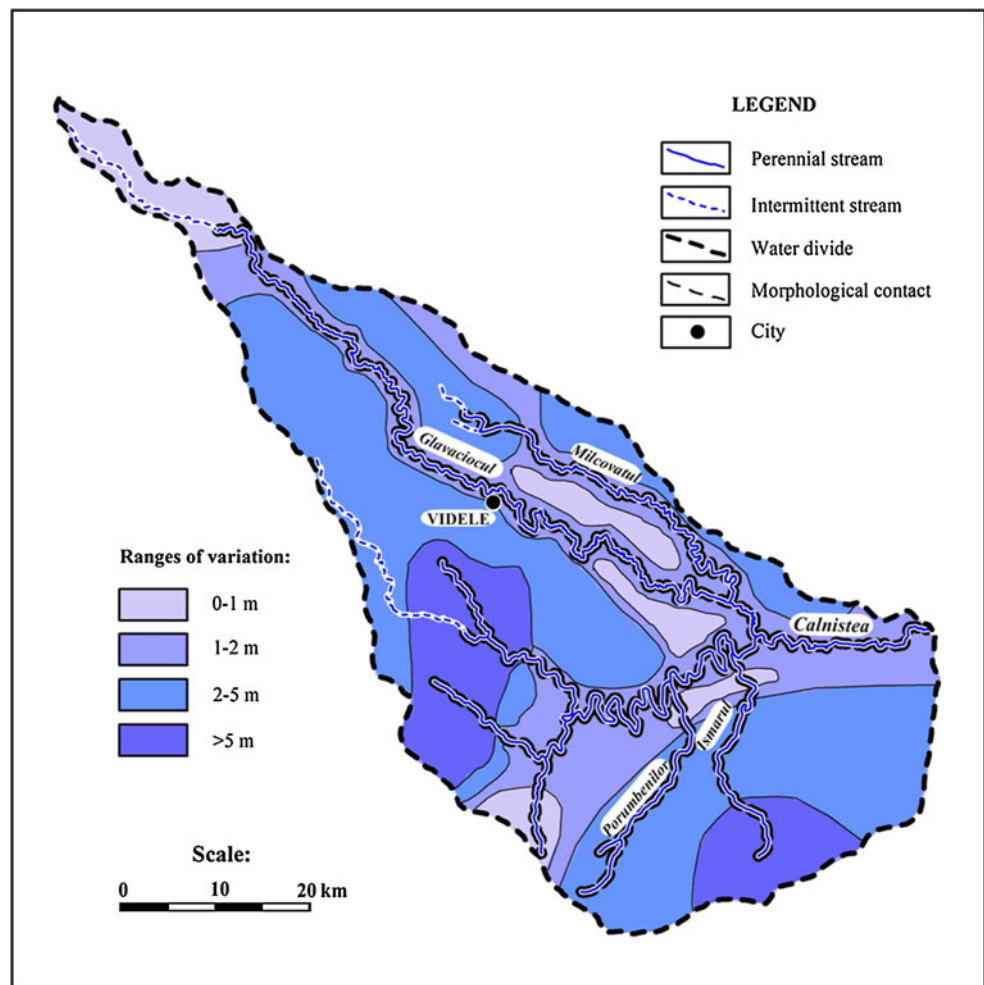 LEGEND
Perennial stream
Intermittent stream
Water divide
Morphological contact
City
Glavaciocul
Milcovatul
VIDELE
Calnistea
Ismarul
Porumbenilor
Ranges of variation:
0-1 m
1-2 m
2-5 m
>5 m
Scale:
0 10 20 km